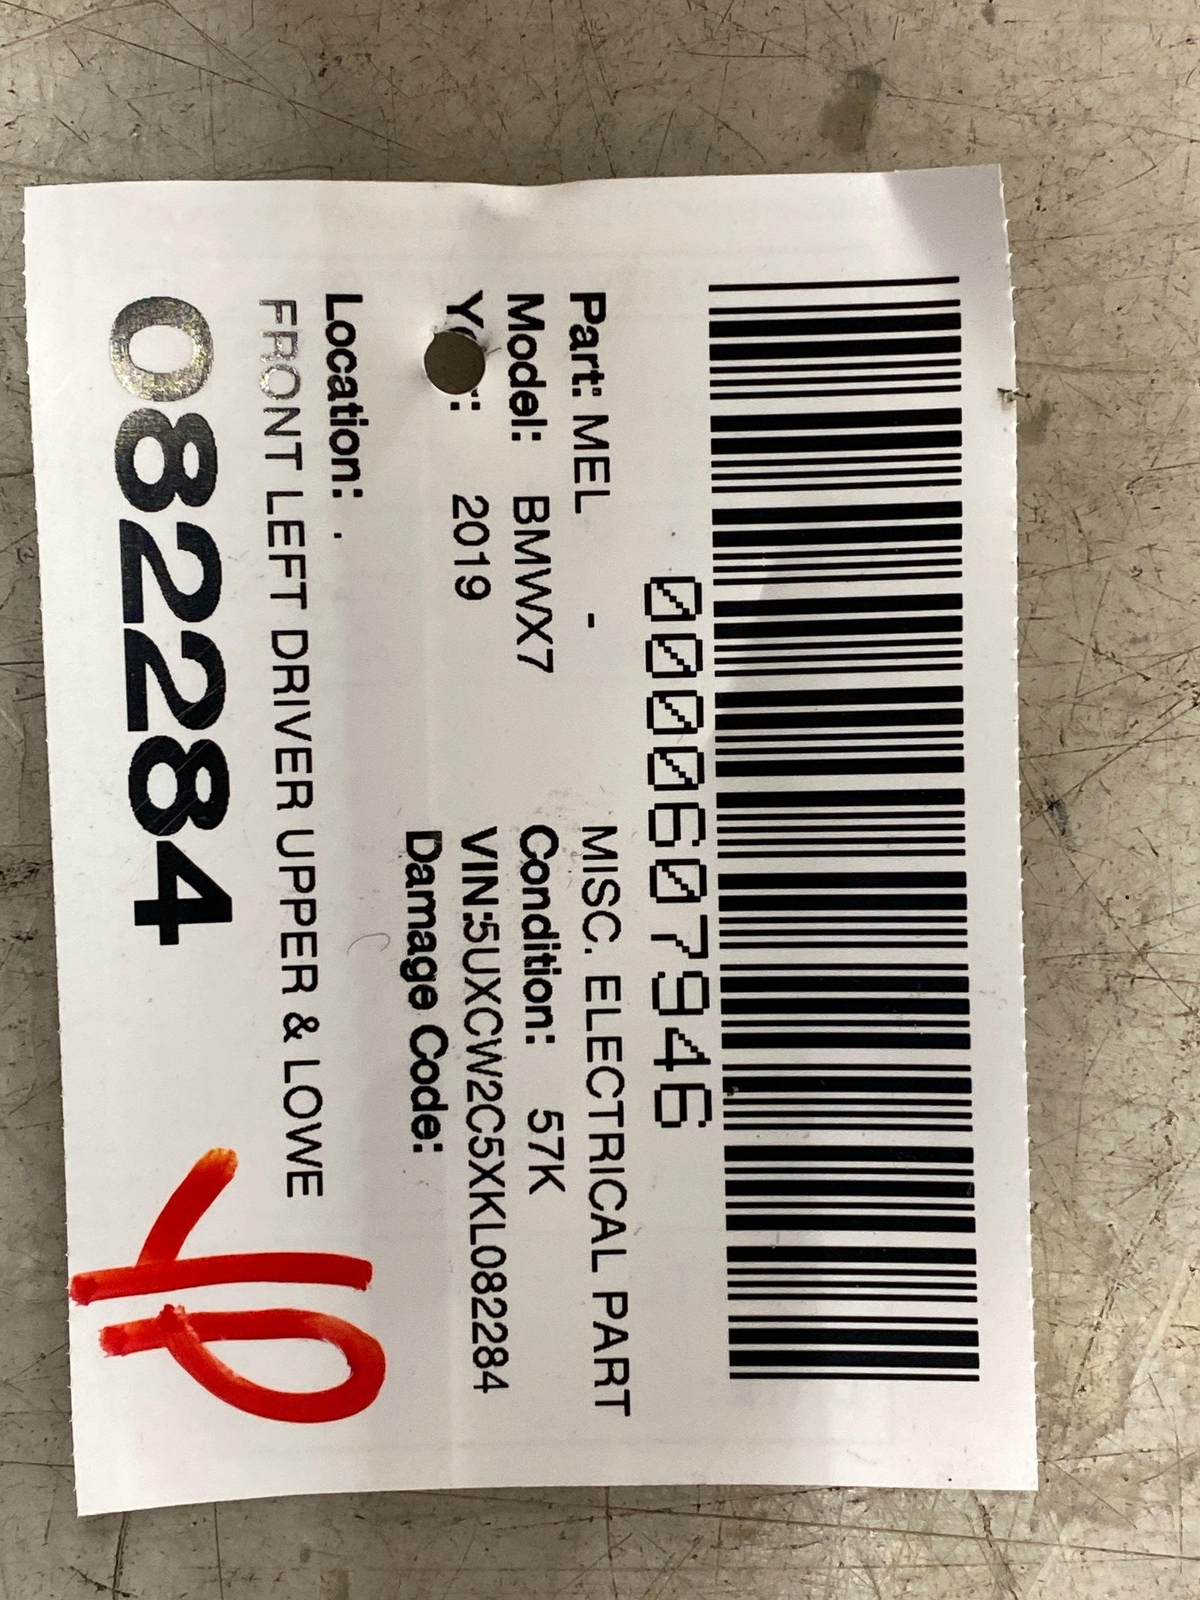 0000607946
Part: MEL - MISC. ELECTRICAL PART
Model: BMWX7 Condition: 57K
2019 VIN:5UXCW2C5XKL082284
Damage Code:
Location: .
FRONT LEFT DRIVER UPPER & LOWE
082284